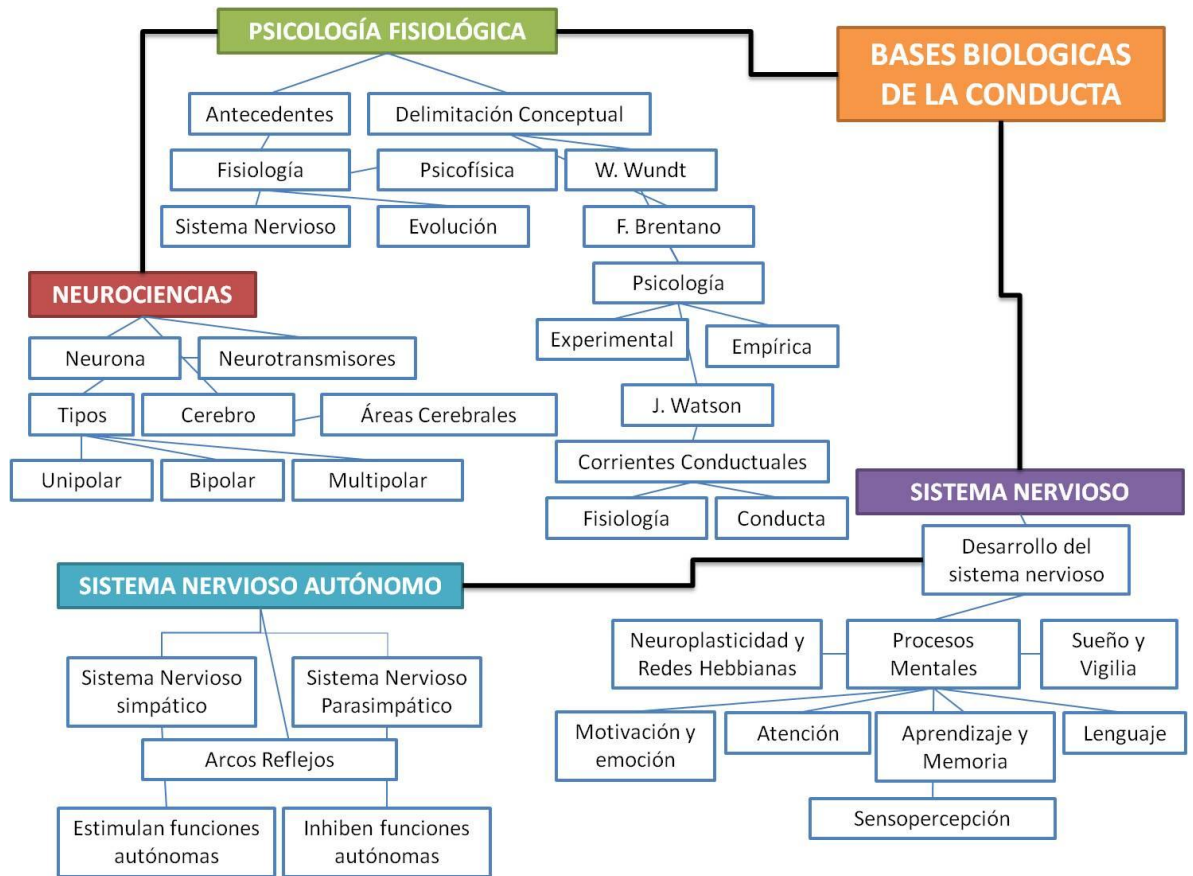 PSICOLOGÍA FISIOLÓGICA
BASES BIOLOGICAS
DE LA CONDUCTA
Antecedentes
Delimitación Conceptual
Fisiología
Psicofísica
W. Wundt
Sistema Nervioso
Evolución
F. Brentano
Psicología
Experimental
Empírica
J. Watson
Corrientes Conductuales
Fisiología
Conducta
NEUROCIENCIAS
Neurona
Neurotransmisores
Tipos
Cerebro
Áreas Cerebrales
Unipolar
Bipolar
Multipolar
SISTEMA NERVIOSO
Desarrollo del
sistema nervioso
Neuroplasticidad y
Redes Hebbianas
Procesos
Mentales
Sueño y
Vigilia
Motivación y
emoción
Atención
Aprendizaje y
Memoria
Lenguaje
Sensopercepción
SISTEMA NERVIOSO AUTÓNOMO
Sistema Nervioso
simpático
Sistema Nervioso
Parasimpático
Arcos Reflejos
Estimulan funciones
autónomas
Inhiben funciones
autónomas